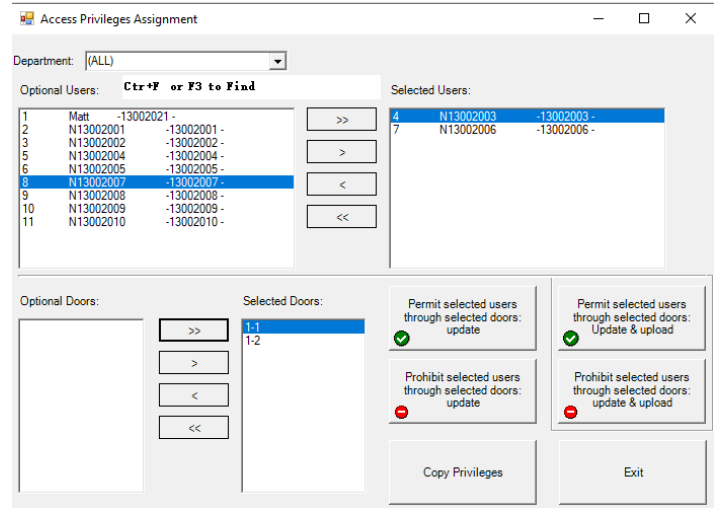 Access Privileges Assignment
Department: (ALL)
Optional Users: Ctr+F or F3 to Find
Selected Users:
1 Matt -13002021 -
2 N13002001 -13002001 -
3 N13002002 -13002002 -
5 N13002004 -13002004 -
6 N13002005 -13002005 -
8 N13002007 -13002007 -
9 N13002008 -13002008 -
10 N13002009 -13002009 -
11 N13002010 -13002010 -
>>
>
<
<<
4 N13002003 -13002003 -
7 N13002006 -13002006 -
Optional Doors:
>>
>
<
<<
Selected Doors:
1-1
1-2
Permit selected users
through selected doors:
update
Permit selected users
through selected doors:
Update & upload
Prohibit selected users
through selected doors:
update
Prohibit selected users
through selected doors:
update & upload
Copy Privileges
Exit